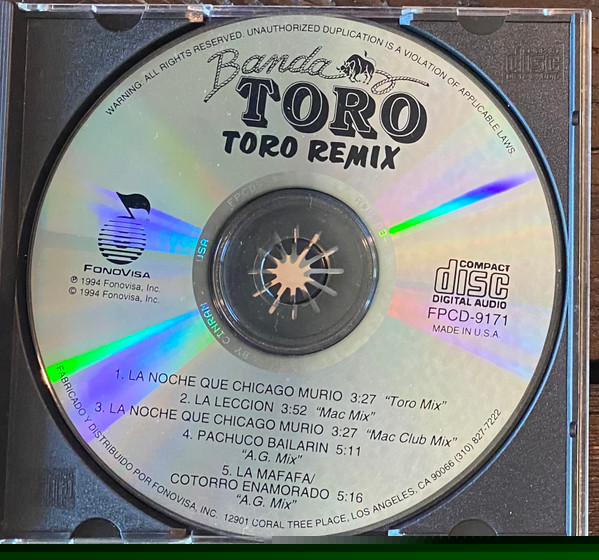 WARNING: ALL RIGHTS RESERVED. UNAUTHORIZED DUPLICATION IS A VIOLATION OF APPLICABLE LAWS.
Banda
TORO
TORO REMIX
FONOVISA
℗ 1994 Fonovisa, Inc.
© 1994 Fonovisa, Inc.
COMPACT
disc
DIGITAL AUDIO
FPCD-9171
MADE IN U.S.A.
USA
BY CINRAM
1. LA NOCHE QUE CHICAGO MURIO 3:27 "Toro Mix"
2. LA LECCION 3:52 "Mac Mix"
3. LA NOCHE QUE CHICAGO MURIO 3:27 "Mac Club Mix"
4. PACHUCO BAILARIN 5:11
"A.G. Mix"
5. LA MAFAFA/
COTORRO ENAMORADO 5:16
"A.G. Mix"
FABRICADO Y DISTRIBUIDO POR FONOVISA, INC. 12901 CORAL TREE PLACE, LOS ANGELES, CA 90066 (310) 827-7222